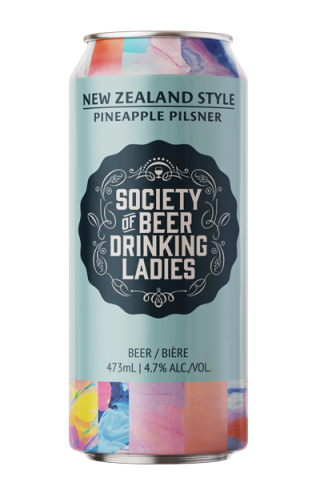 NEW ZEALAND STYLE
PINEAPPLE PILSNER
SOCIETY
OF BEER
DRINKING
LADIES
BEER / BIÈRE
473mL | 4.7% ALC./VOL.